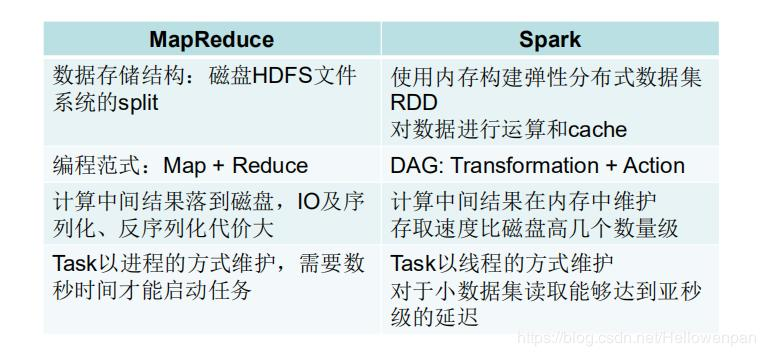 MapReduce
Spark
数据存储结构：磁盘HDFS文件
系统的split
使用内存构建弹性分布式数据集
RDD
对数据进行运算和cache
编程范式：Map + Reduce
DAG: Transformation + Action
计算中间结果落到磁盘，IO及序
列化、反序列化代价大
计算中间结果在内存中维护
存取速度比磁盘高几个数量级
Task以进程的方式维护，需要数
秒时间才能启动任务
Task以线程的方式维护
对于小数据集读取能够达到亚秒
级的延迟
https://blog.csdn.net/Hellowenpan